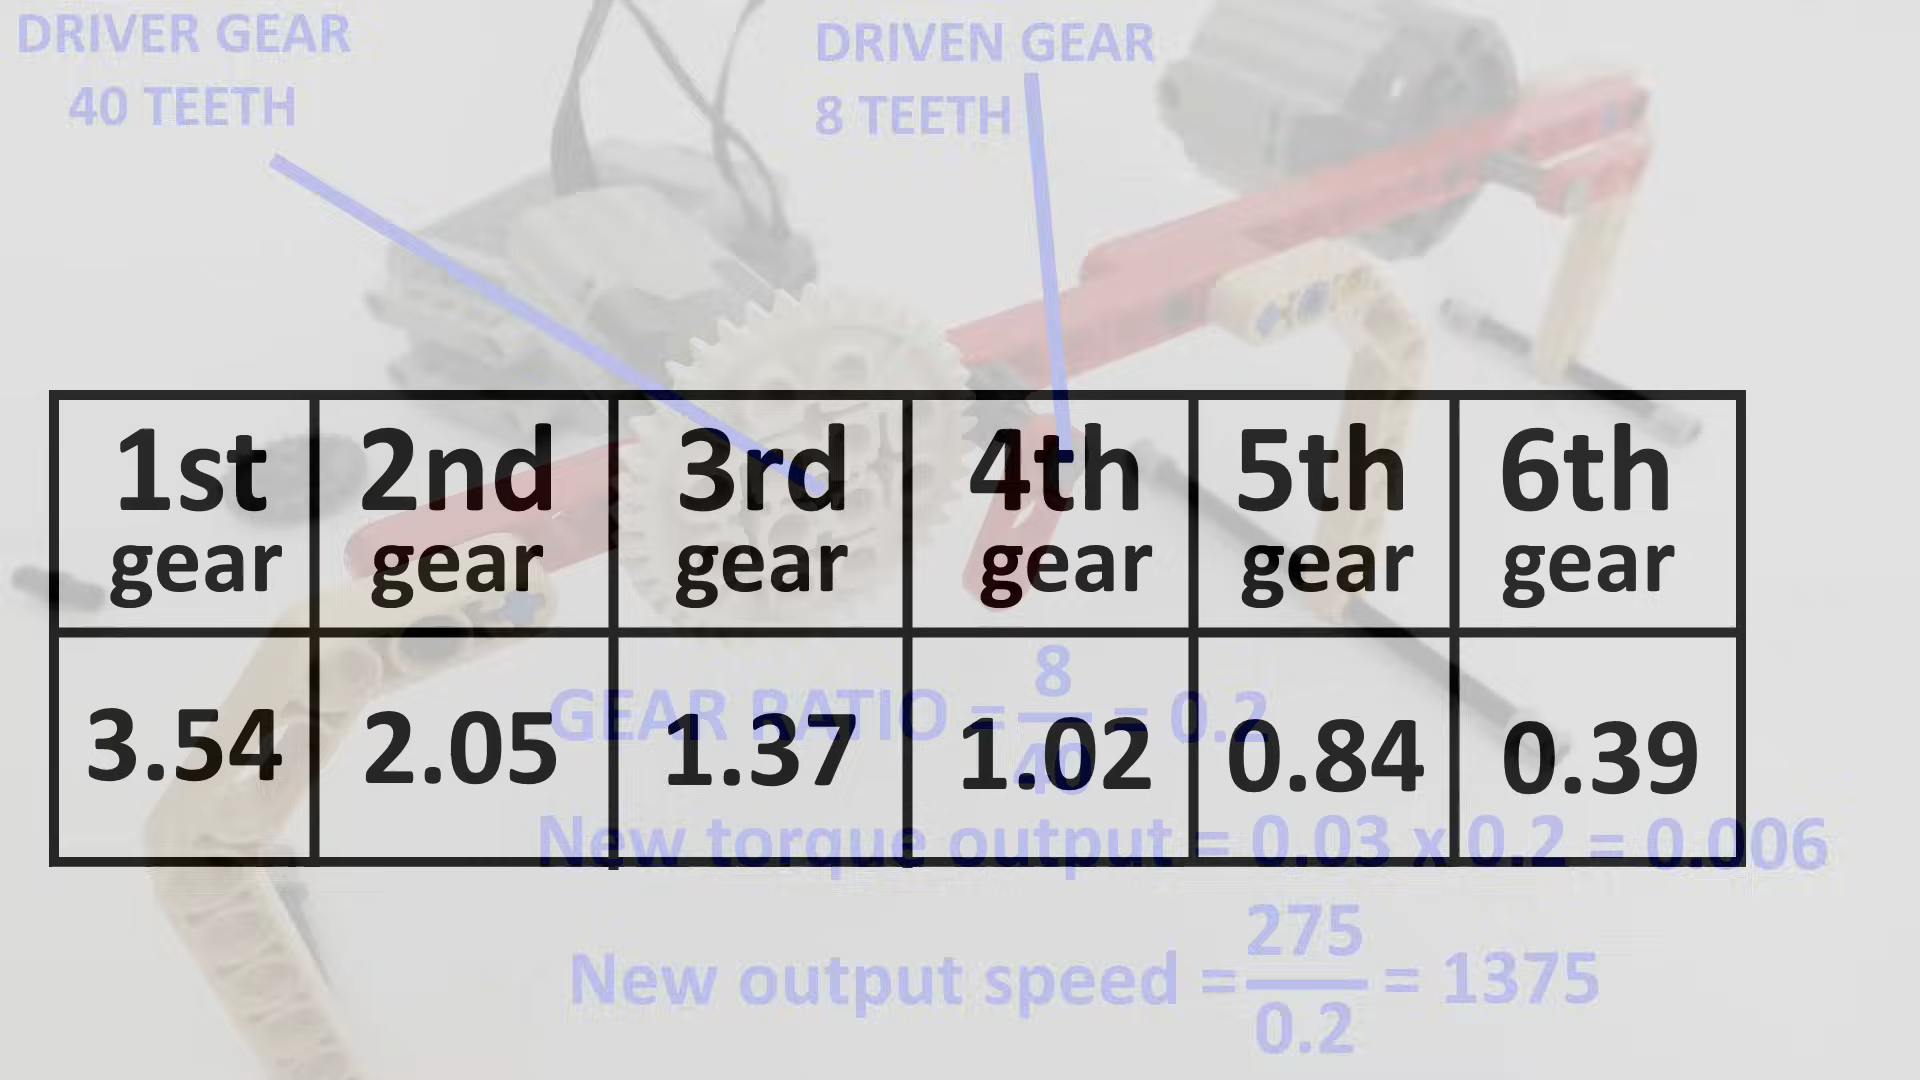 DRIVER GEAR
40 TEETH
DRIVEN GEAR
8 TEETH
1st gear
2nd gear
3rd gear
4th gear
5th gear
6th gear
3.54
2.05
1.37
1.02
0.84
0.39
GEAR RATIO = 8/40 = 0.2
New torque output = 0.03 x 0.2 = 0.006
New output speed = 275/0.2 = 1375